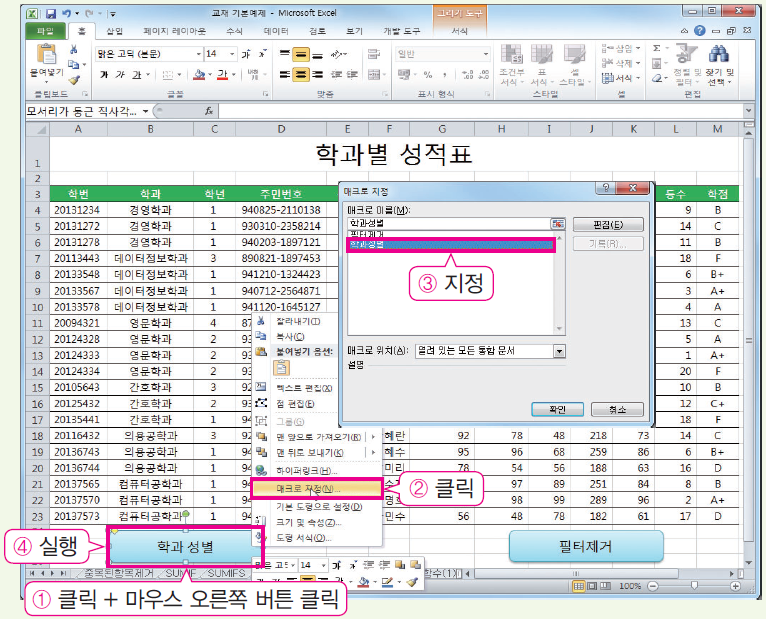 교재 기본예제 - Microsoft Excel
그리기 도구
파일 홈 삽입 페이지 레이아웃 수식 데이터 검토 보기 개발 도구 서식
맑은 고딕 (본문) 14 일반
붙여넣기 조건부 서식 표 서식 셀 스타일 삽입 삭제 서식 정렬 및 필터 찾기 및 선택
클립보드 글꼴 맞춤 표시 형식 스타일 셀 편집
모서리가 둥근 직사각... fx
A B C D E F G H I J K L M
1 학과별 성적표
2
3 학번 학과 학년 주민번호 등수 학점
4 20131234 경영학과 1 940825-2110138 9 B
5 20131272 경영학과 1 930310-2358214 14 C
6 20131278 경영학과 1 940203-1897121 11 B
7 20113443 데이터정보학과 3 890821-1897453 18 F
8 20133548 데이터정보학과 1 941210-1324423 6 B+
9 20133567 데이터정보학과 1 940712-2564871 3 A+
10 20133578 데이터정보학과 1 941120-1645127 4 A
11 20094321 영문학과 4 87 13 C
12 20124328 영문학과 2 93 5 A
13 20124333 영문학과 2 93 1 A+
14 20124334 영문학과 2 93 20 F
15 20105643 간호학과 3 92 10 B
16 20125432 간호학과 2 93 12 C+
17 20135441 간호학과 1 94 18 F
18 20116432 의용공학과 3 92 혜란 92 78 48 218 73 14 C
19 20136743 의용공학과 1 94 혜수 95 96 68 259 86 6 B+
20 20136744 의용공학과 1 94 미리 78 54 56 188 63 16 D
21 20137565 컴퓨터공학과 1 94 97 89 251 84 8 B
22 20137570 컴퓨터공학과 1 94 98 99 289 96 2 A+
23 20137573 컴퓨터공학과 1 94 민수 56 48 78 182 61 17 D
매크로 지정
매크로 이름(M):
학과성별
필터제거
학과성별
편집(E)
기록(R)...
③ 지정
매크로 위치(A): 열려 있는 모든 통합 문서
설명
확인 취소
잘라내기(T)
복사(C)
붙여넣기 옵션:
텍스트 편집(X)
점 편집(E)
그룹(G)
맨 앞으로 가져오기(R)
맨 뒤로 보내기(K)
하이퍼링크(H)...
매크로 지정(N)...
기본 도형으로 설정(D)
크기 및 속성(Z)...
도형 서식(O)...
② 클릭
④ 실행
학과성별
필터제거
중복된항목제거 SUMIF SUMIFS
100%
① 클릭 + 마우스 오른쪽 버튼 클릭